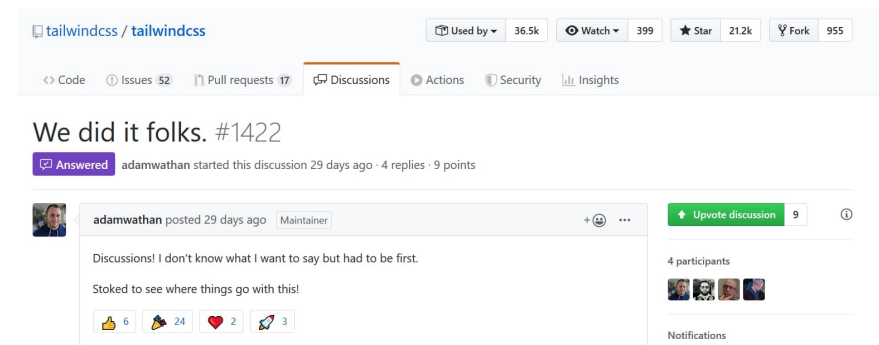 tailwindcss / tailwindcss Used by 36.5k Watch 399 Star 21.2k Fork 955
Code Issues 52 Pull requests 17 Discussions Actions Security Insights
We did it folks. #1422
Answered adamwathan started this discussion 29 days ago · 4 replies · 9 points
adamwathan posted 29 days ago Maintainer
Upvote discussion 9
Discussions! I don't know what I want to say but had to be first.
4 participants
Stoked to see where things go with this!
6 24 2 3
Notifications